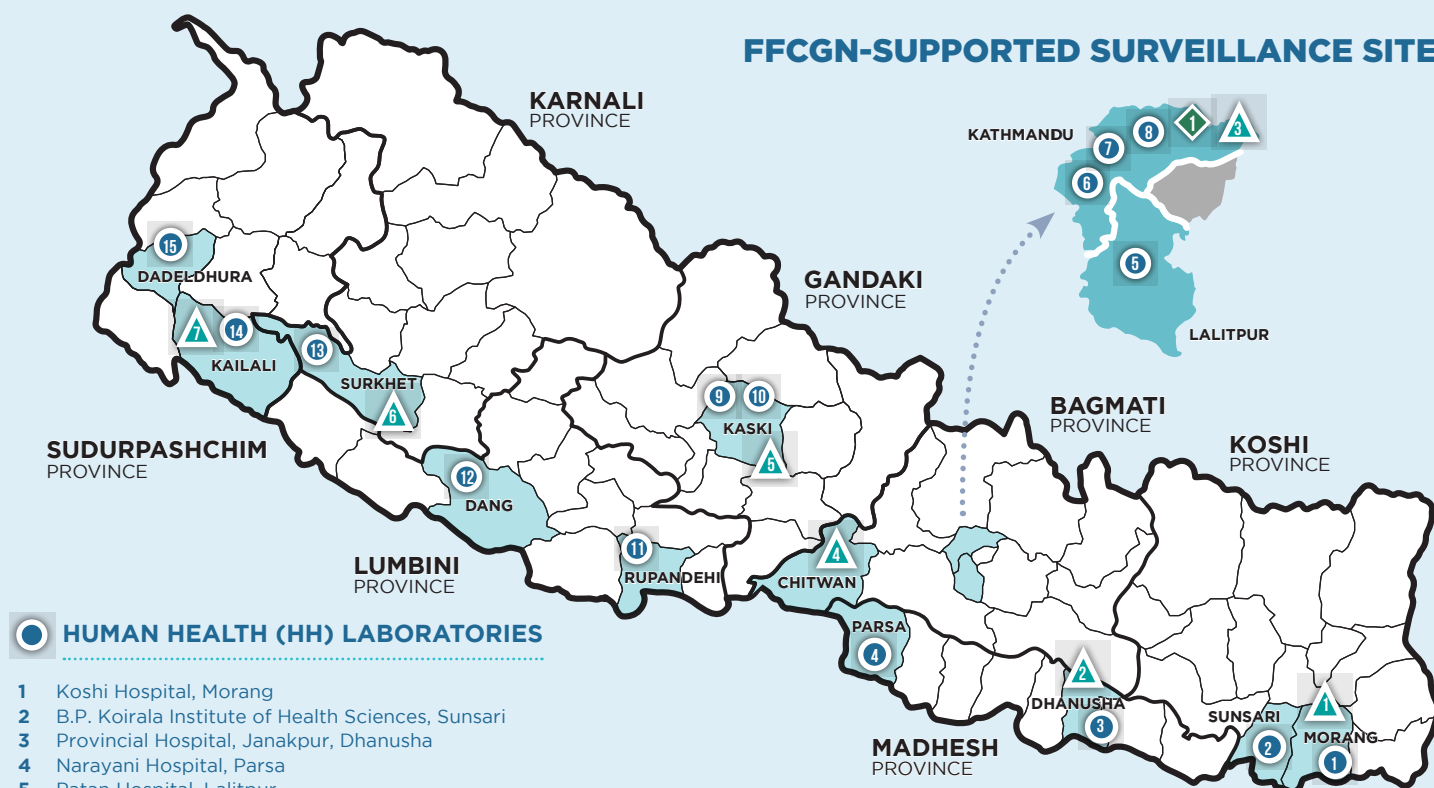 FFCGN-SUPPORTED SURVEILLANCE SITE
KARNALI
PROVINCE
KATHMANDU
8
1
3
7
6
5
LALITPUR
15
DADELDHURA
GANDAKI
PROVINCE
7
14
KAILALI
13
SURKHET
6
9
10
KASKI
5
BAGMATI
PROVINCE
KOSHI
PROVINCE
SUDURPASHCHIM
PROVINCE
12
DANG
11
RUPANDEHI
4
CHITWAN
LUMBINI
PROVINCE
PARSA
4
2
DHANUSHA
3
SUNSARI
2
1
MORANG
1
MADHESH
PROVINCE
HUMAN HEALTH (HH) LABORATORIES
1 Koshi Hospital, Morang
2 B.P. Koirala Institute of Health Sciences, Sunsari
3 Provincial Hospital, Janakpur, Dhanusha
4 Narayani Hospital, Parsa
5 Patan Hospital, Lalitpur